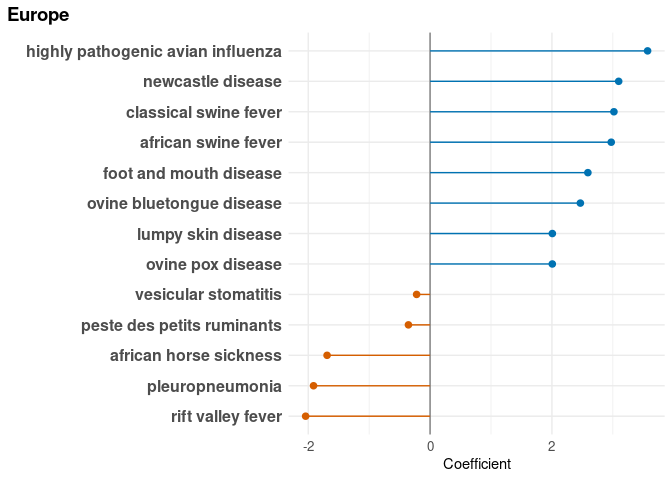 Europe
highly pathogenic avian influenza
newcastle disease
classical swine fever
african swine fever
foot and mouth disease
ovine bluetongue disease
lumpy skin disease
ovine pox disease
vesicular stomatitis
peste des petits ruminants
african horse sickness
pleuropneumonia
rift valley fever
-2 0 2
Coefficient